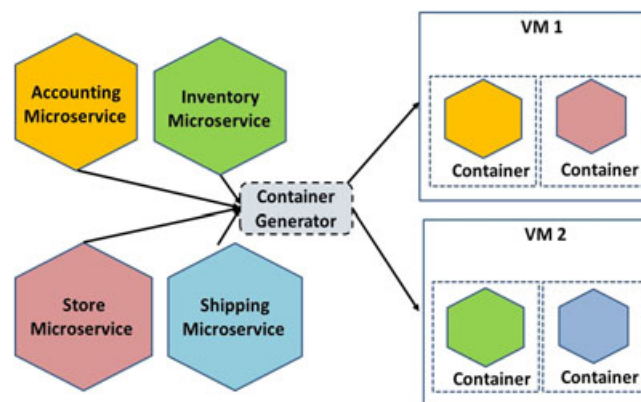 Accounting
Microservice
Inventory
Microservice
Container
Generator
Store
Microservice
Shipping
Microservice
VM 1
Container
Container
VM 2
Container
Container